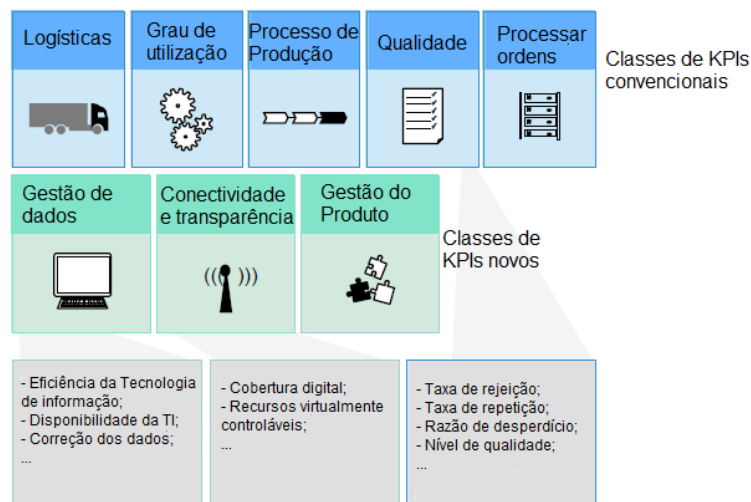 Logísticas
Grau de
utilização
Processo de
Produção
Qualidade
Processar
ordens
Classes de KPIs
convencionais
Gestão de
dados
Conectividade
e transparência
Gestão do
Produto
Classes de
KPIs novos
- Eficiência da Tecnologia
de informação;
- Disponibilidade da TI;
- Correção dos dados;
...
- Cobertura digital;
- Recursos virtualmente
controláveis;
...
- Taxa de rejeição;
- Taxa de repetição;
- Razão de desperdício;
- Nível de qualidade;
...